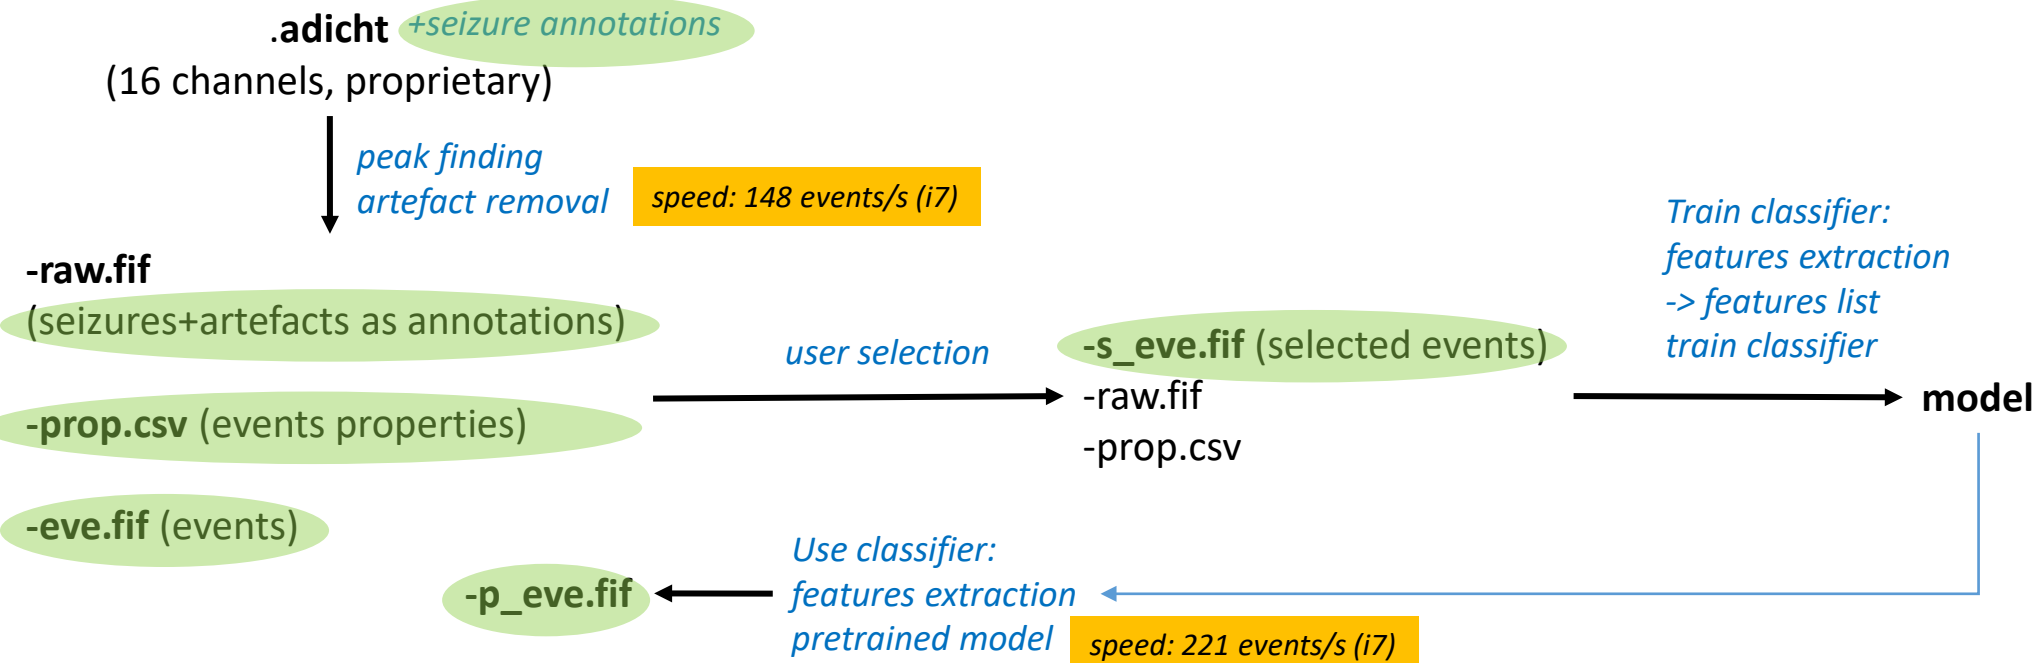 .adicht +seizure annotations
(16 channels, proprietary)
peak finding
artefact removal
speed: 148 events/s (i7)
-raw.fif
(seizures+artefacts as annotations)
-prop.csv (events properties)
-eve.fif (events)
user selection
-s_eve.fif (selected events)
-raw.fif
-prop.csv
Train classifier:
features extraction
-> features list
train classifier
model
Use classifier:
features extraction
pretrained model
speed: 221 events/s (i7)
-p_eve.fif